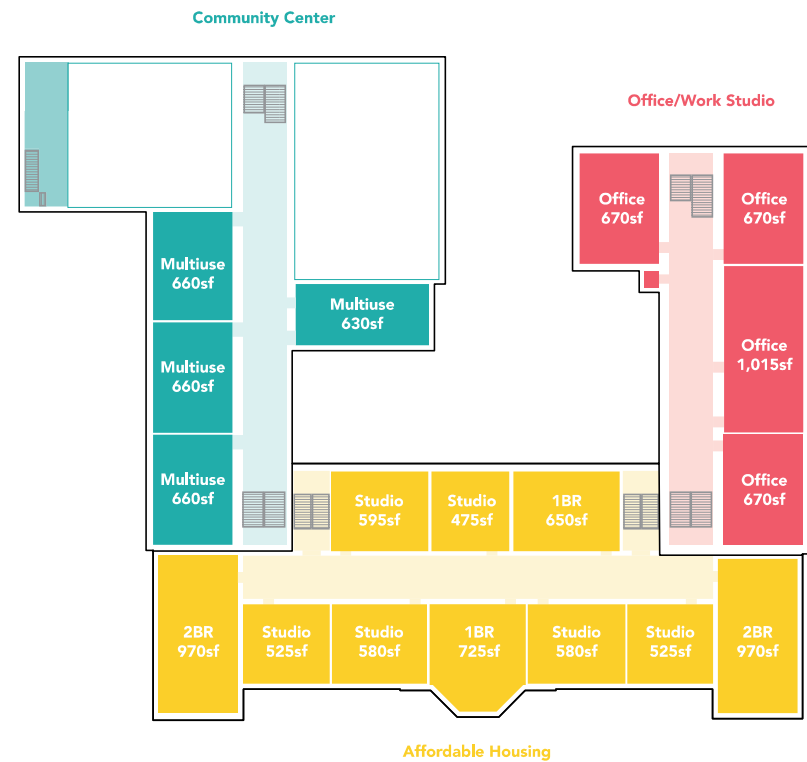 Community Center
Office/Work Studio
Office
670sf
Office
670sf
Multiuse
660sf
Multiuse
630sf
Office
1,015sf
Multiuse
660sf
Multiuse
660sf
Office
670sf
Studio
595sf
Studio
475sf
1BR
650sf
2BR
970sf
Studio
525sf
Studio
580sf
1BR
725sf
Studio
580sf
Studio
525sf
2BR
970sf
Affordable Housing